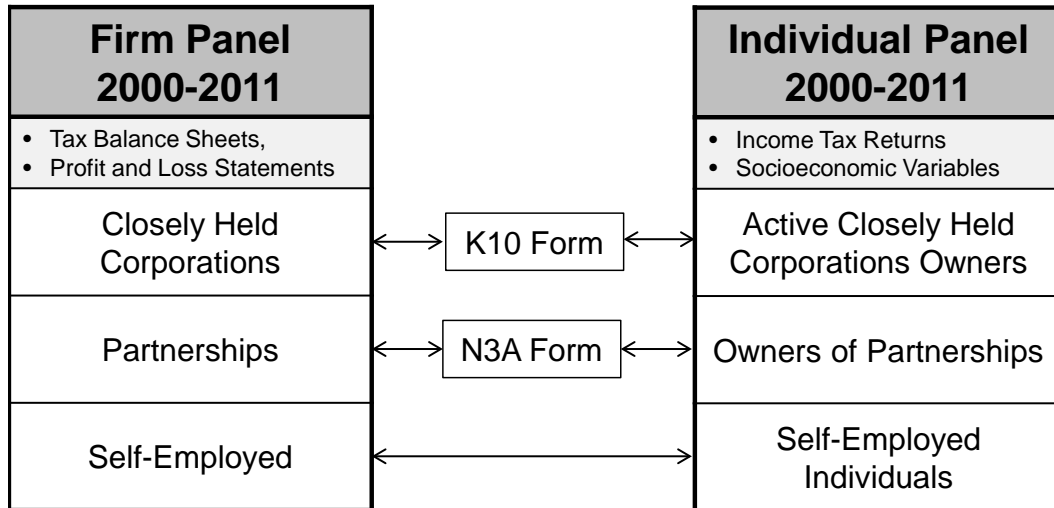 Firm Panel
2000-2011
• Tax Balance Sheets,
• Profit and Loss Statements
Closely Held
Corporations
Partnerships
Self-Employed
K10 Form
N3A Form
Individual Panel
2000-2011
• Income Tax Returns
• Socioeconomic Variables
Active Closely Held
Corporations Owners
Owners of Partnerships
Self-Employed
Individuals